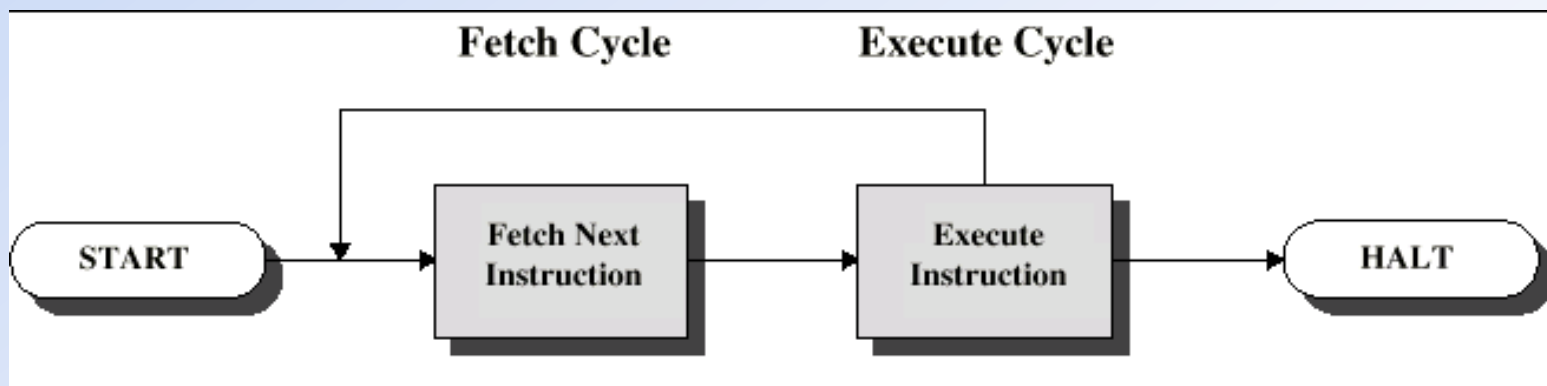 Fetch Cycle
Execute Cycle
START
Fetch Next
Instruction
Execute
Instruction
HALT